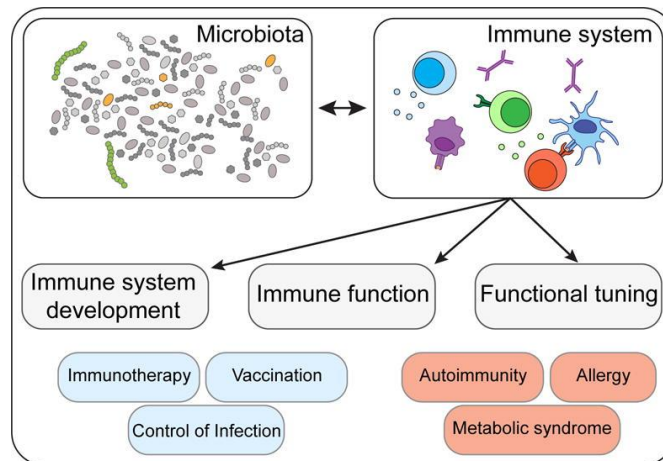 Microbiota
Immune system
Immune system
development
Immune function
Functional tuning
Immunotherapy
Vaccination
Control of Infection
Autoimmunity
Allergy
Metabolic syndrome